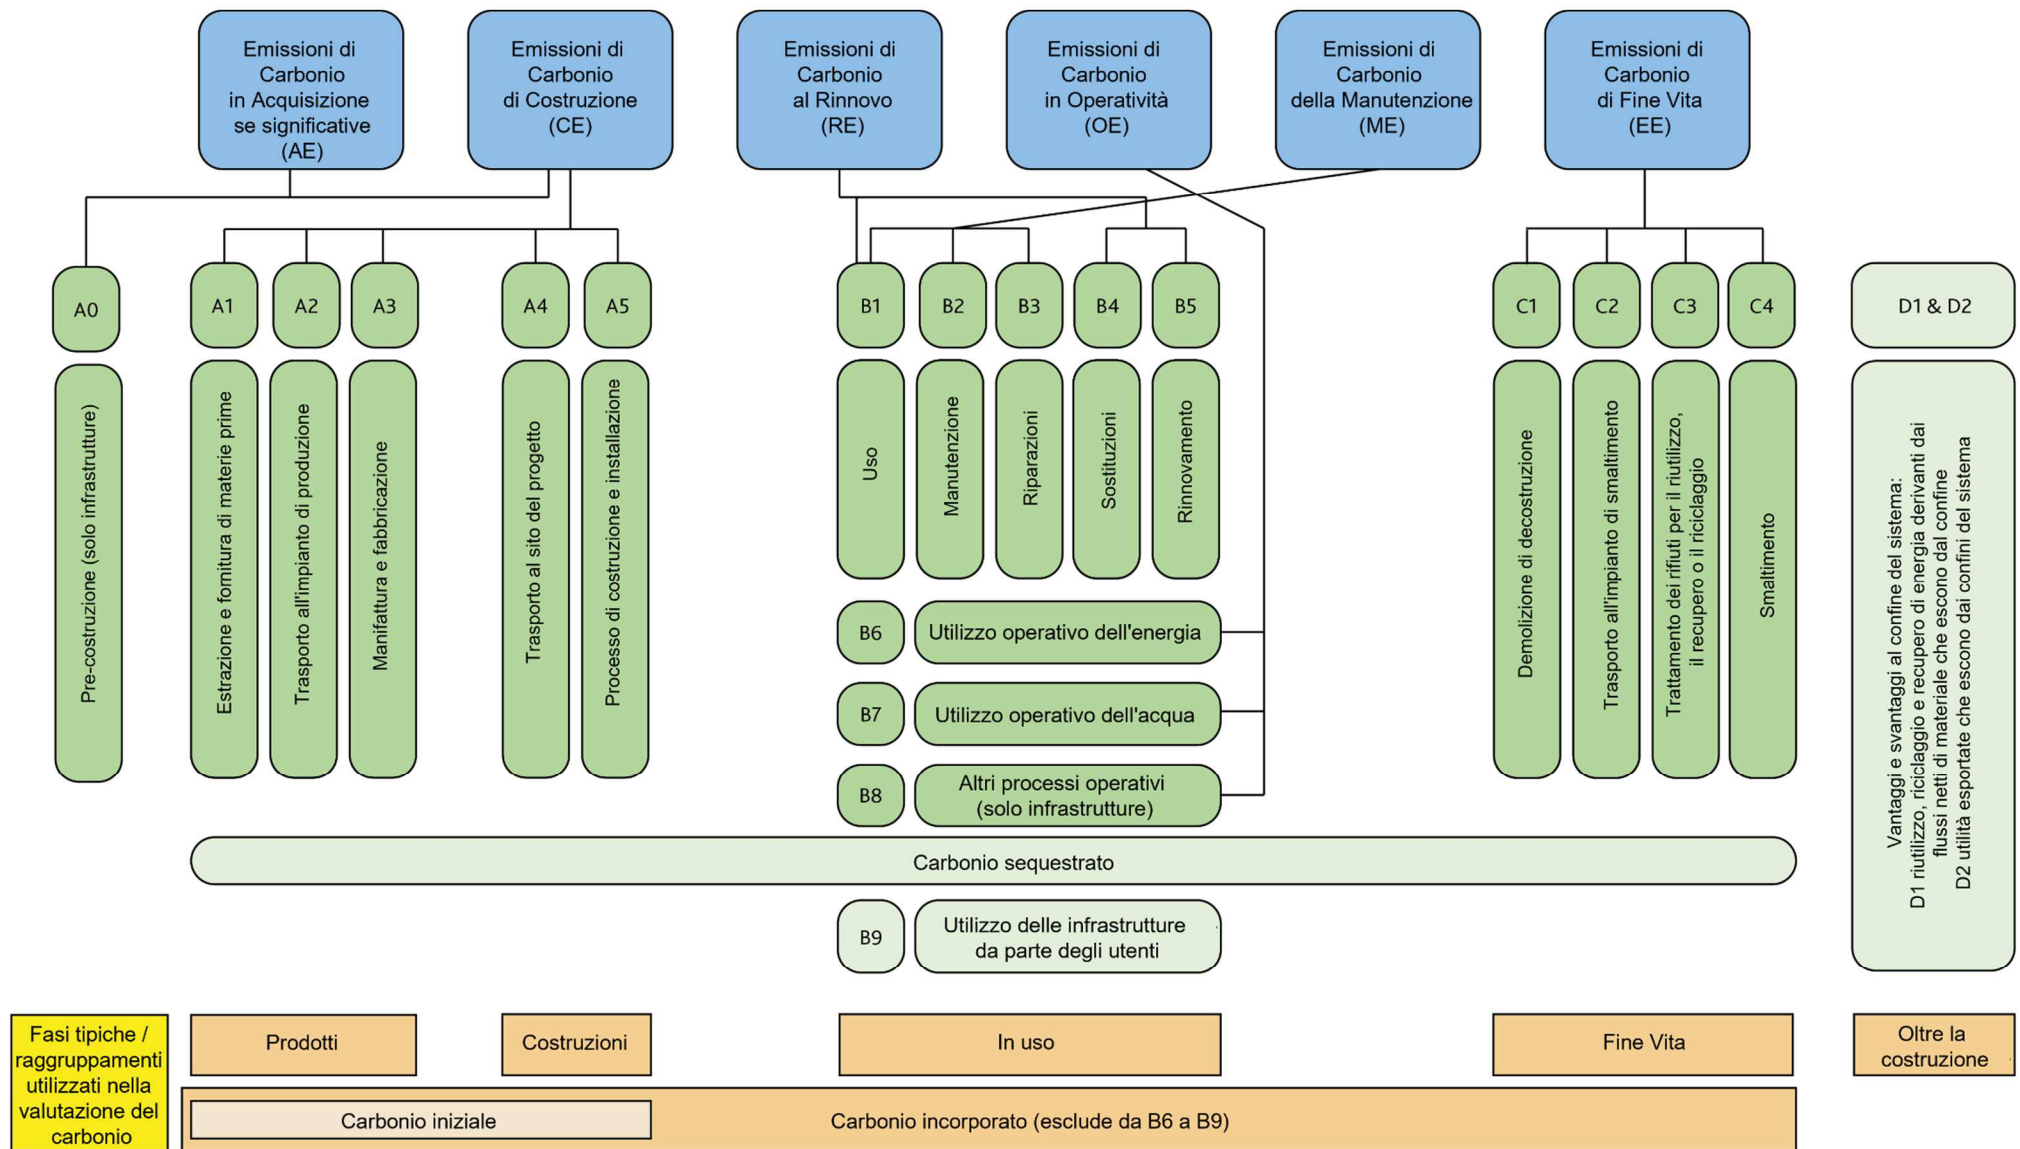 Emissioni di
Carbonio
in Acquisizione
se significative
(AE)
Emissioni di
Carbonio
di Costruzione
(CE)
Emissioni di
Carbonio
al Rinnovo
(RE)
Emissioni di
Carbonio
in Operatività
(OE)
Emissioni di
Carbonio
della Manutenzione
(ME)
Emissioni di
Carbonio
di Fine Vita
(EE)
A0
A1
A2
A3
A4
A5
B1
B2
B3
B4
B5
C1
C2
C3
C4
D1 & D2
Pre-costruzione (solo infrastrutture)
Estrazione e fornitura di materie prime
Trasporto all'impianto di produzione
Manifattura e fabbricazione
Trasporto al sito del progetto
Processo di costruzione e installazione
Uso
Manutenzione
Riparazioni
Sostituzioni
Rinnovamento
Demolizione di decostruzione
Trasporto all'impianto di smaltimento
Trattamento dei rifiuti per il riutilizzo,
il recupero o il riciclaggio
Smaltimento
Vantaggi e svantaggi al confine del sistema:
D1 riutilizzo, riciclaggio e recupero di energia derivanti dai
flussi netti di materiale che escono dal confine
D2 utilità esportate che escono dai confini del sistema
B6
Utilizzo operativo dell'energia
B7
Utilizzo operativo dell'acqua
B8
Altri processi operativi
(solo infrastrutture)
Carbonio sequestrato
B9
Utilizzo delle infrastrutture
da parte degli utenti
Fasi tipiche /
raggruppamenti
utilizzati nella
valutazione del
carbonio
Prodotti
Costruzioni
In uso
Fine Vita
Oltre la
costruzione
Carbonio iniziale
Carbonio incorporato (esclude da B6 a B9)